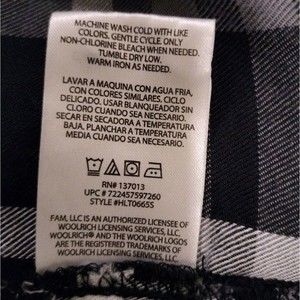 MACHINE WASH COLD WITH LIKE
COLORS. GENTLE CYCLE. ONLY
NON-CHLORINE BLEACH WHEN NEEDED.
TUMBLE DRY LOW.
WARM IRON AS NEEDED.
LAVAR A MAQUINA CON AGUA FRIA,
CON COLORES SIMILARES. CICLO
DELICADO. USAR BLANQUEADOR SIN
CLORO CUANDO SEA NECESARIO.
SECAR EN SECADORA A TEMPERATURA
BAJA. PLANCHAR A TEMPERATURA
MEDIA CUANDO SEA NECESARIO.
RN# 137013
UPC # 722457597260
STYLE #HLT0665S
FAM, LLC IS AN AUTHORIZED LICENSEE OF
WOOLRICH LICENSING SERVICES, LLC.
WOOLRICH® AND THE WOOLRICH LOGOS
ARE THE REGISTERED TRADEMARKS OF
WOOLRICH LICENSING SERVICES, LLC.